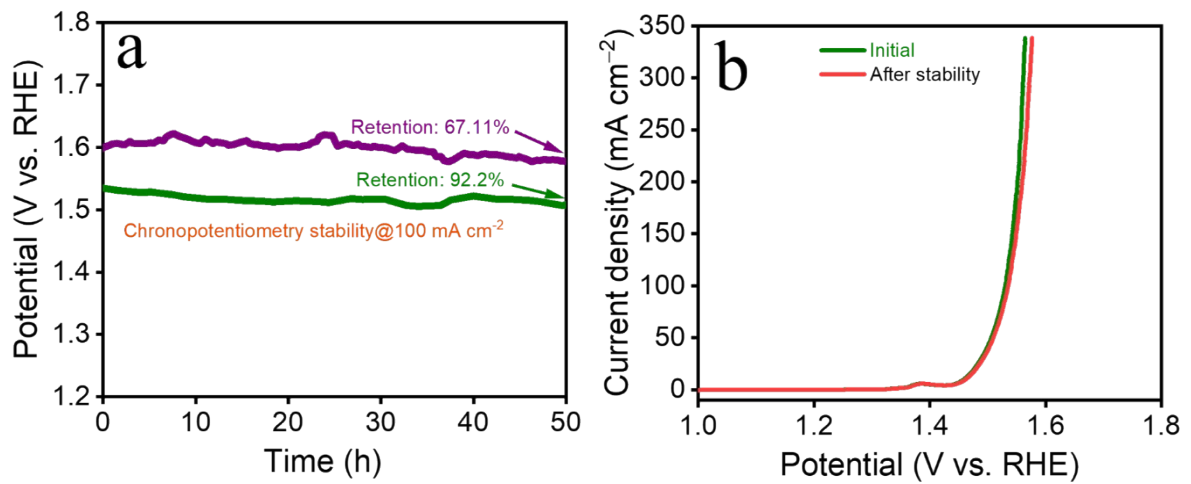 a
Potential (V vs. RHE)
1.8
1.7
1.6
1.5
1.4
1.3
1.2
Retention: 67.11%
Retention: 92.2%
Chronopotentiometry stability@100 mA cm⁻²
0 10 20 30 40 50
Time (h)
b
Current density (mA cm⁻²)
350
300
250
200
150
100
50
0
Initial
After stability
1.0 1.2 1.4 1.6 1.8
Potential (V vs. RHE)